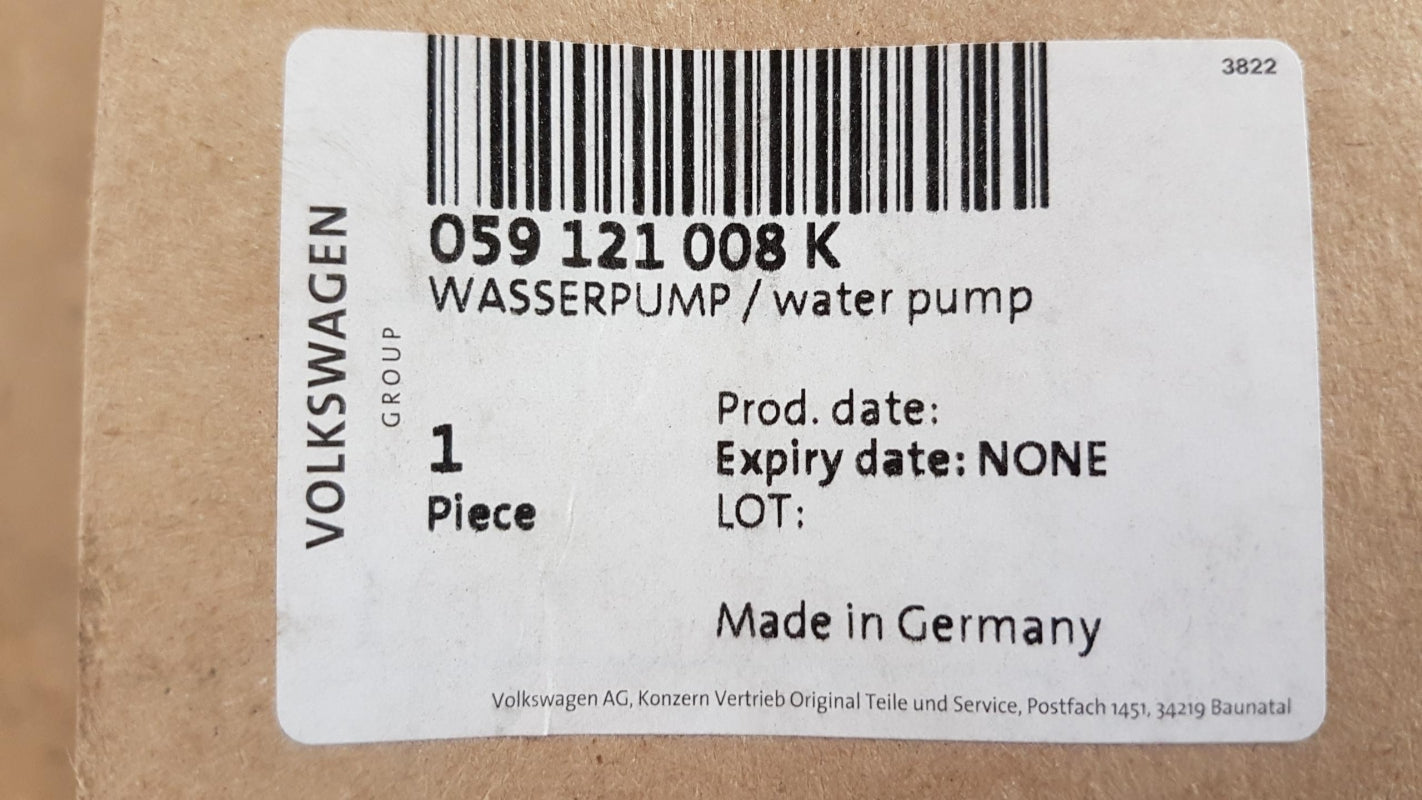 3822
059 121 008 K
WASSERPUMP / water pump
VOLKSWAGEN
GROUP
1
Piece
Prod. date:
Expiry date: NONE
LOT:
Made in Germany
Volkswagen AG, Konzern Vertrieb Original Teile und Service, Postfach 1451, 34219 Baunatal